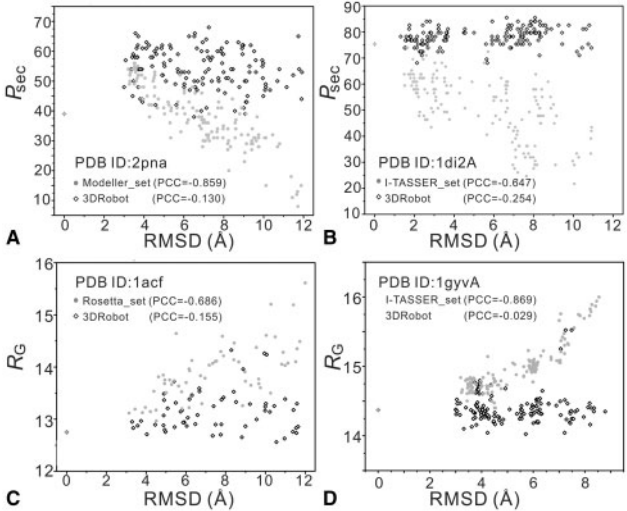 70
60
50
40
30
20
10
P_sec
PDB ID:2pna
Modeller_set (PCC=-0.859)
3DRobot (PCC=-0.130)
0 2 4 6 8 10 12
A RMSD (Å)
90
80
70
60
50
40
30
20
10
P_sec
PDB ID:1di2A
I-TASSER_set (PCC=-0.647)
3DRobot (PCC=-0.254)
0 2 4 6 8 10 12
B RMSD (Å)
16
15
14
13
12
R_G
PDB ID:1acf
Rosetta_set (PCC=-0.686)
3DRobot (PCC=-0.155)
0 2 4 6 8 10 12
C RMSD (Å)
16
15
14
R_G
PDB ID:1gyvA
I-TASSER_set (PCC=-0.869)
3DRobot (PCC=-0.029)
0 2 4 6 8
D RMSD (Å)